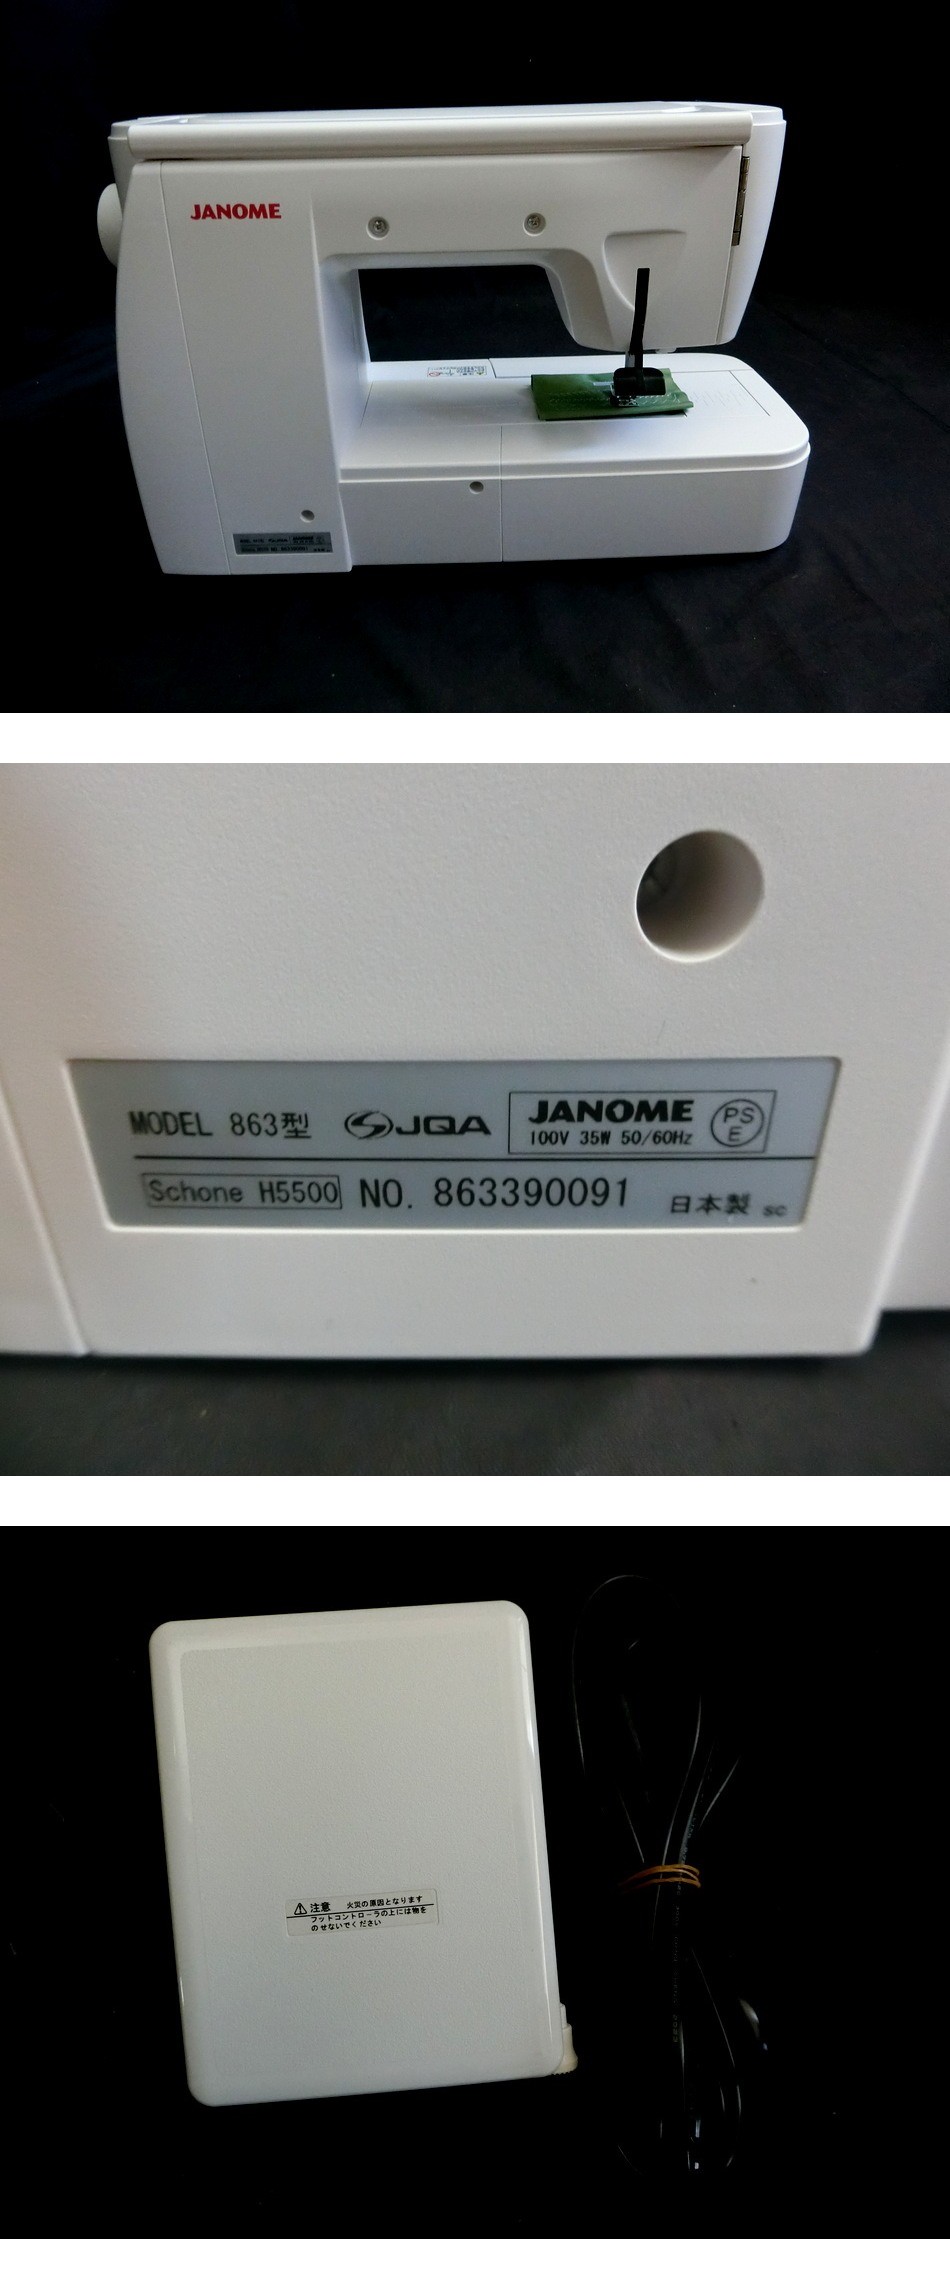 JANOME
MODEL 863型 JQA JANOME
100V 35W 50/60Hz PSE
Schone H5500 NO. 863390091 日本製 sc
注意 火災の原因となります
フットコントローラの上には物を
のせないでください